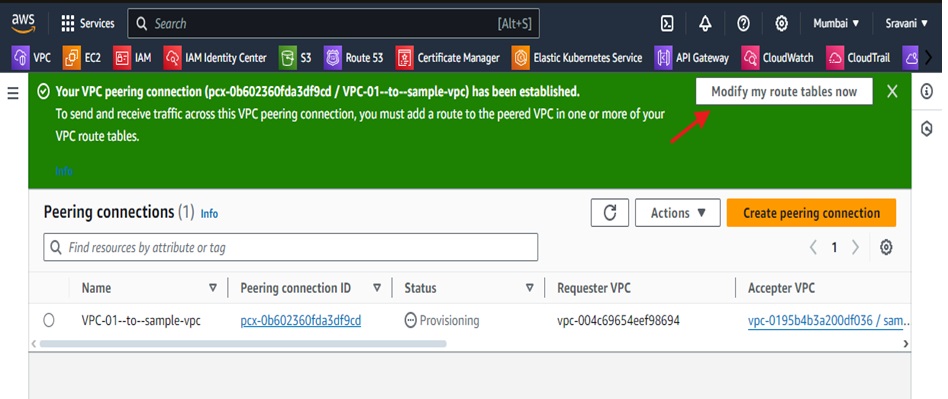 aws Services Search [Alt+S] Mumbai Sravani
VPC EC2 IAM IAM Identity Center S3 Route 53 Certificate Manager Elastic Kubernetes Service API Gateway CloudWatch CloudTrail
Your VPC peering connection (pcx-0b602360fda3df9cd / VPC-01--to--sample-vpc) has been established. Modify my route tables now
To send and receive traffic across this VPC peering connection, you must add a route to the peered VPC in one or more of your
VPC route tables.
Info
Peering connections (1) Info Actions Create peering connection
Find resources by attribute or tag 1
Name Peering connection ID Status Requester VPC Accepter VPC
VPC-01--to--sample-vpc pcx-0b602360fda3df9cd Provisioning vpc-004c69654eef98694 vpc-0195b4b3a200df036 / sam...